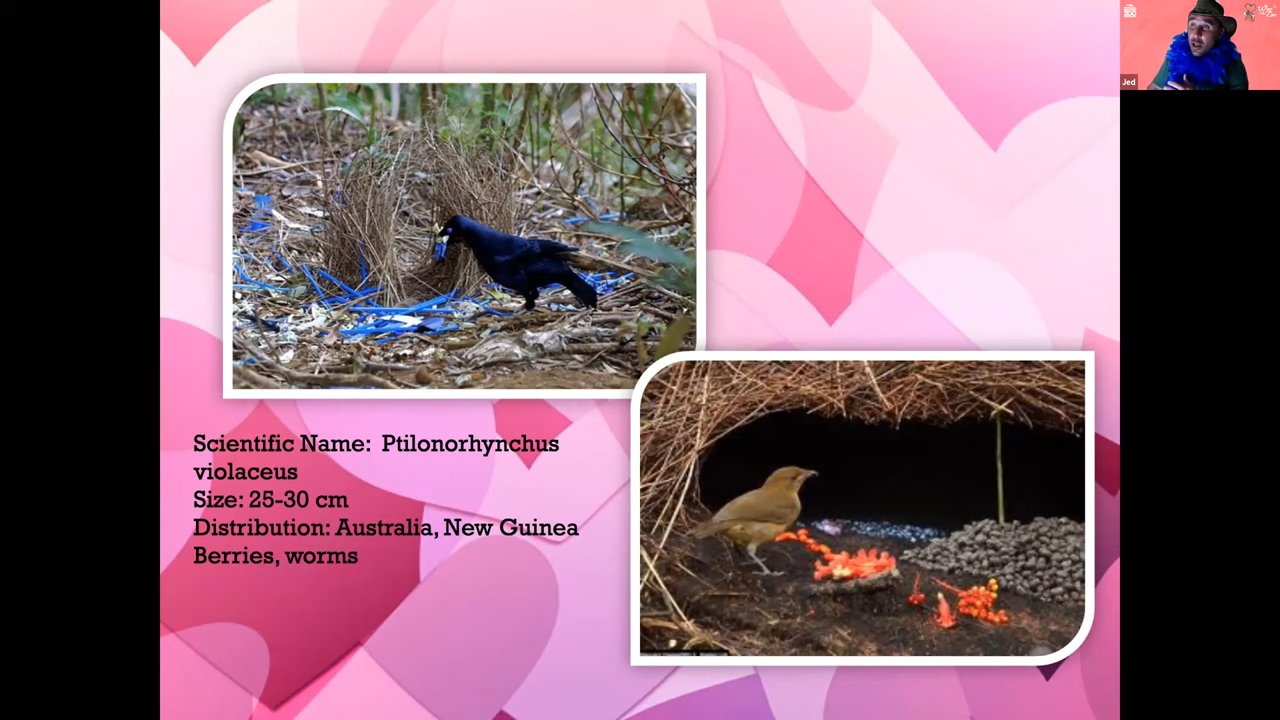 Scientific Name: Ptilonorhynchus
violaceus
Size: 25-30 cm
Distribution: Australia, New Guinea
Berries, worms
Jed